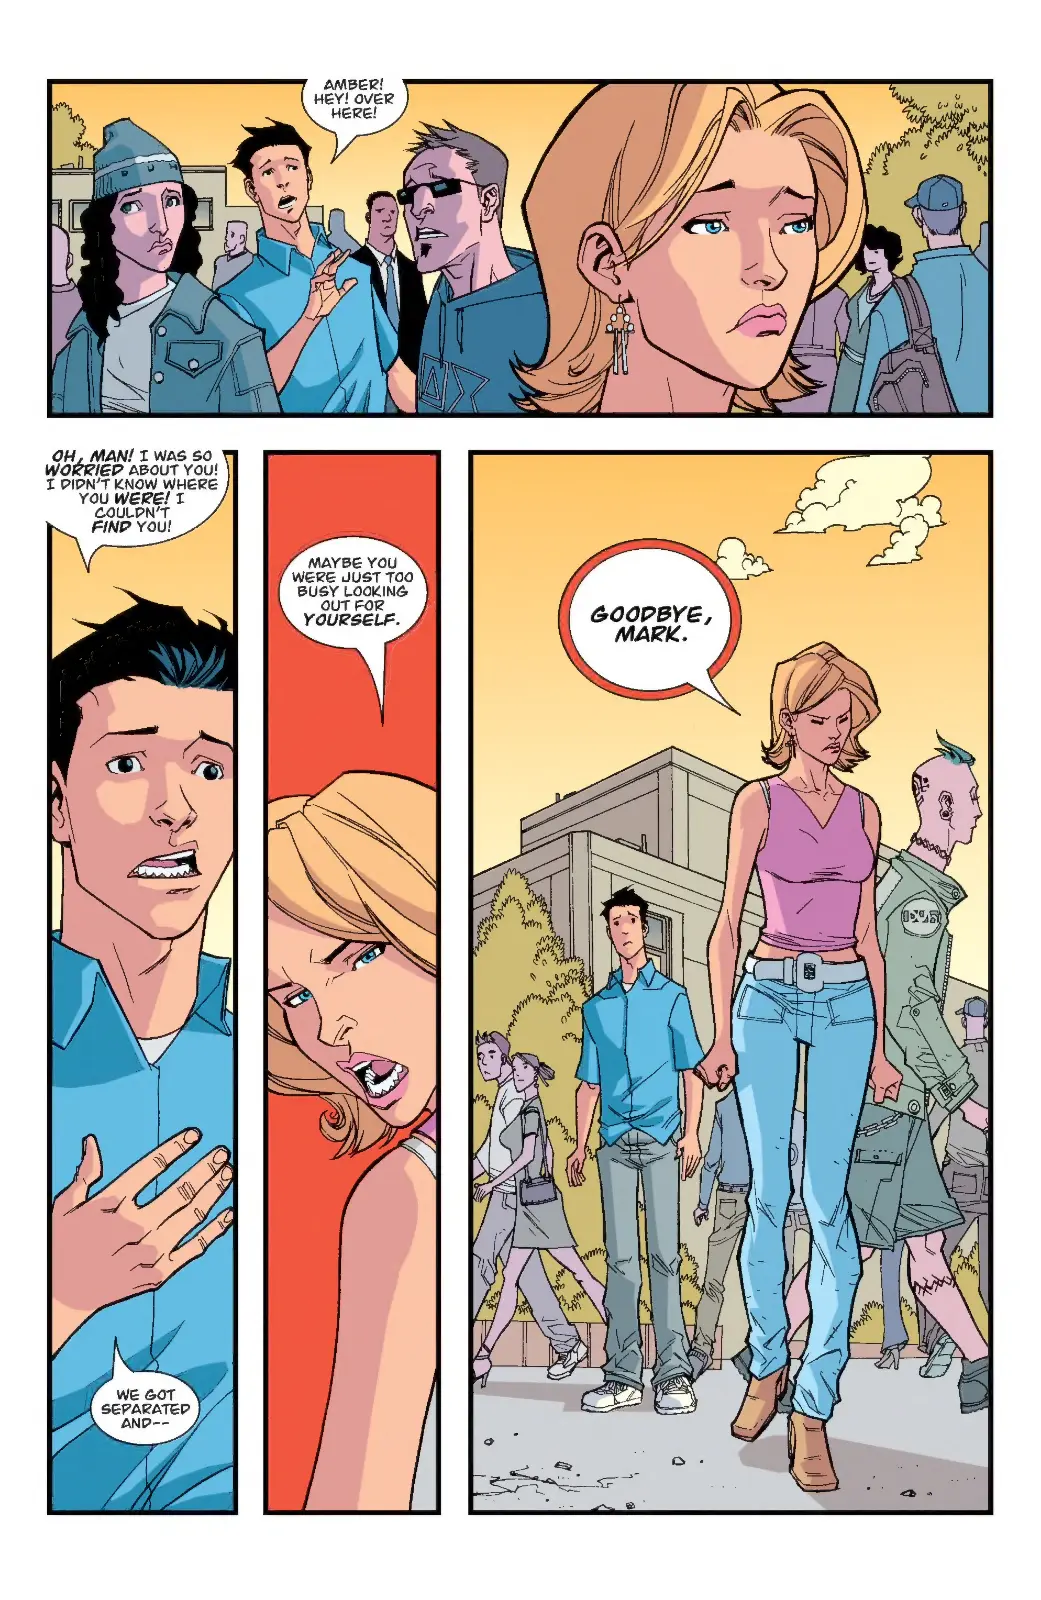 AMBER!
HEY! OVER
HERE!
OH, MAN! I WAS SO
WORRIED ABOUT YOU!
I DIDN'T KNOW WHERE
YOU WERE! I
COULDN'T
FIND YOU!
WE GOT
SEPARATED
AND--
MAYBE YOU
WERE JUST TOO
BUSY LOOKING
OUT FOR
YOURSELF.
GOODBYE,
MARK.